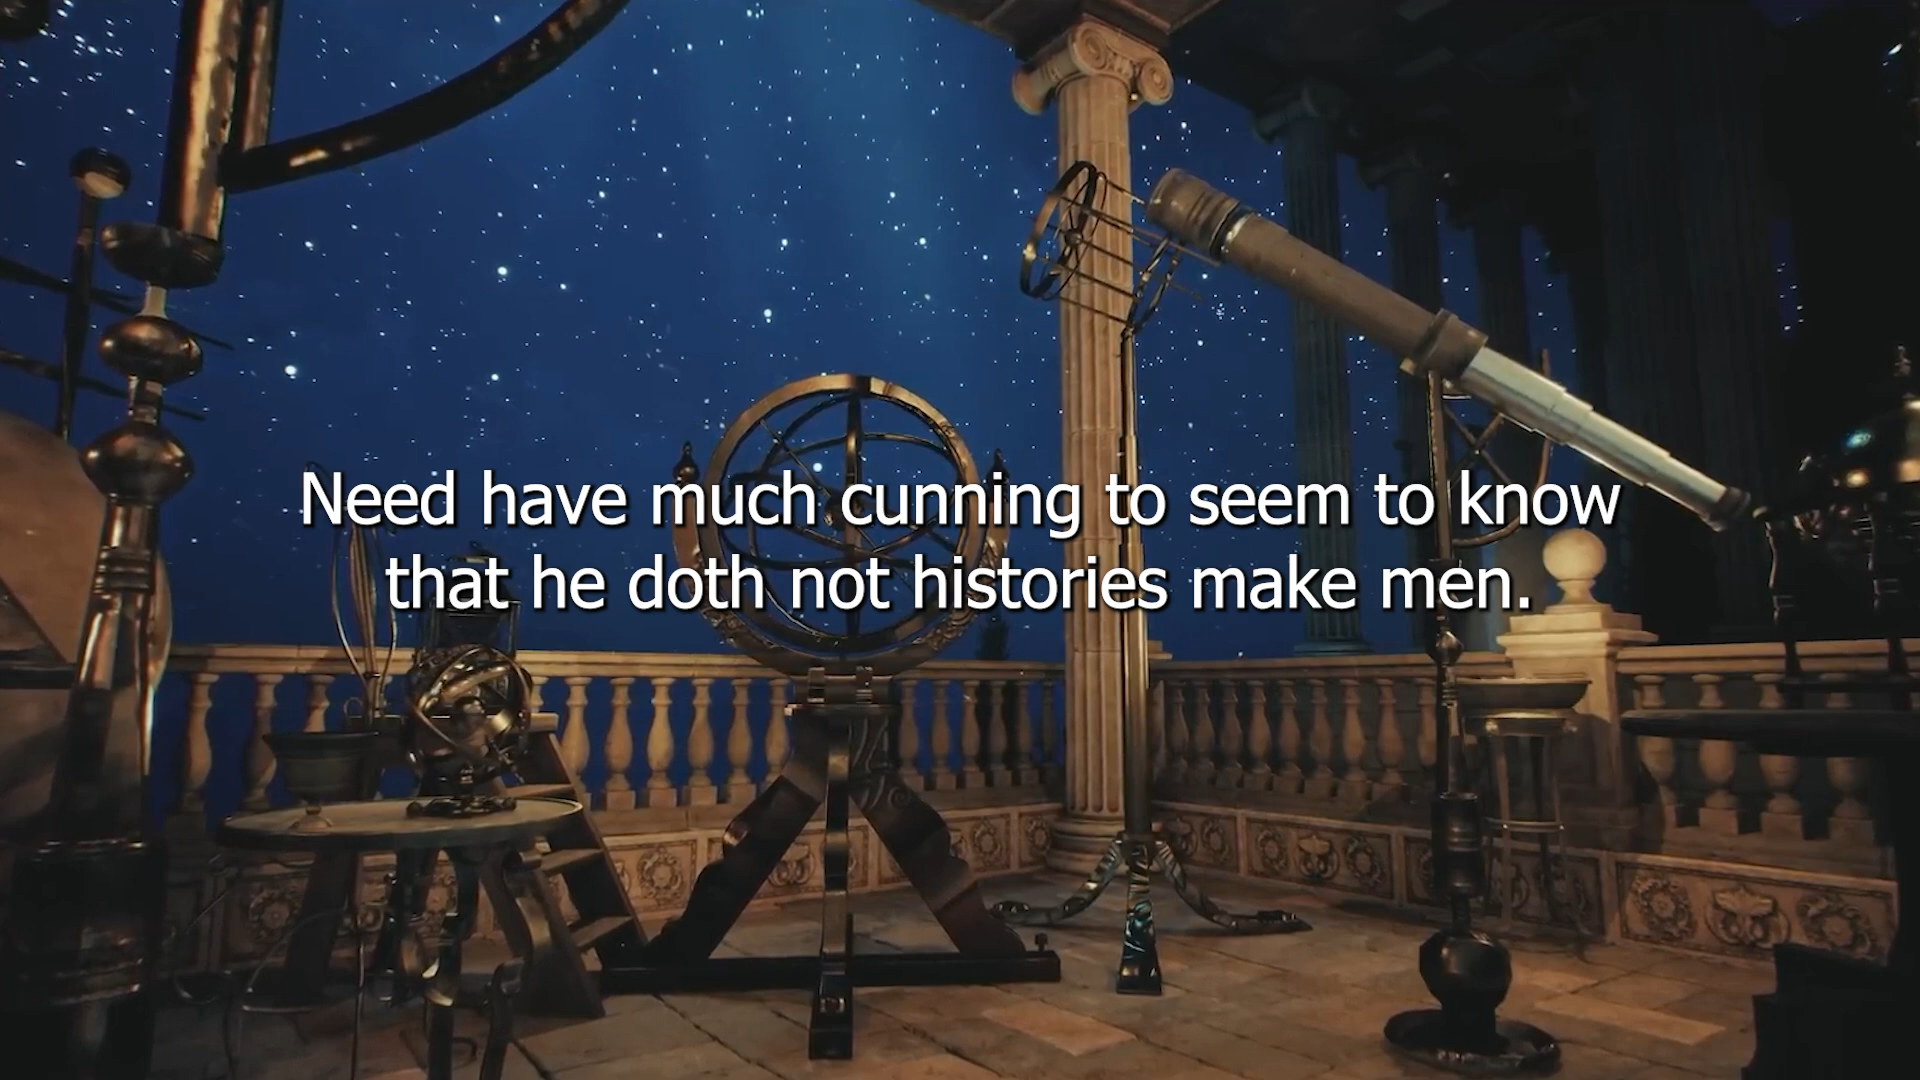 Need have much cunning to seem to know
that he doth not histories make men.